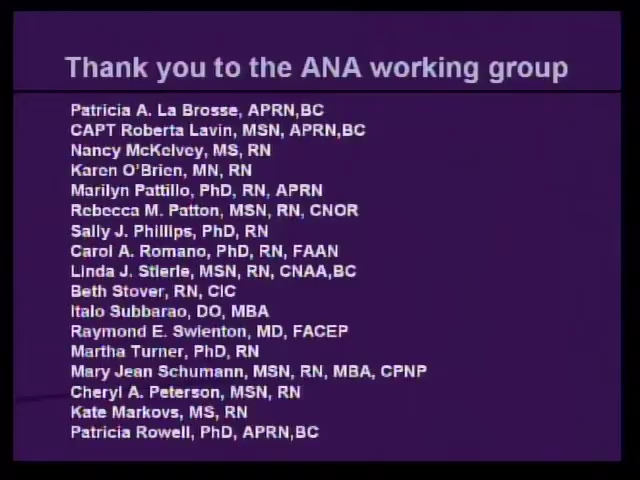 Thank you to the ANA working group
Patricia A. La Brosse, APRN,BC
CAPT Roberta Lavin, MSN, APRN,BC
Nancy McKelvey, MS, RN
Karen O'Brien, MN, RN
Marilyn Pattillo, PhD, RN, APRN
Rebecca M. Patton, MSN, RN, CNOR
Sally J. Phillips, PhD, RN
Carol A. Romano, PhD, RN, FAAN
Linda J. Stierle, MSN, RN, CNAA,BC
Beth Stover, RN, CIC
Italo Subbarao, DO, MBA
Raymond E. Swienton, MD, FACEP
Martha Turner, PhD, RN
Mary Jean Schumann, MSN, RN, MBA, CPNP
Cheryl A. Peterson, MSN, RN
Kate Markovs, MS, RN
Patricia Rowell, PhD, APRN,BC